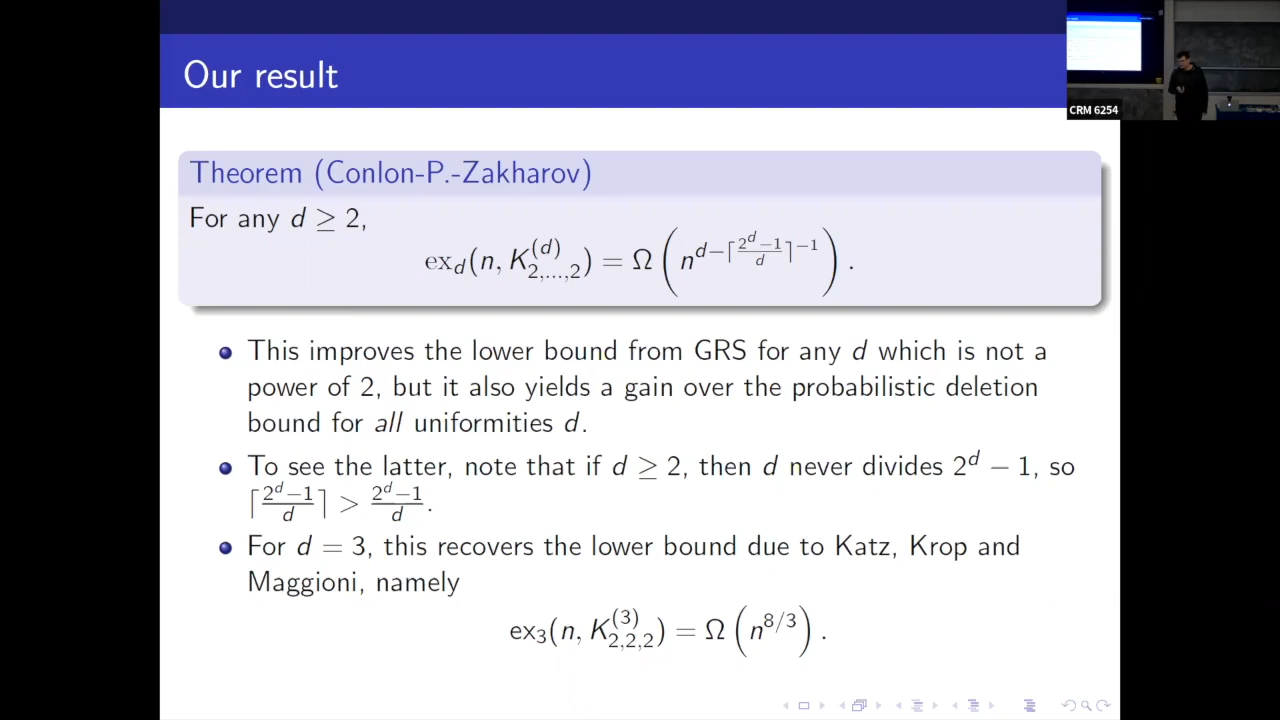 Our result
CRM 6254
Theorem (Conlon-P.-Zakharov)
For any d ≥ 2,
ex_d(n, K^{(d)}_{2,...,2}) = Ω(n^{d−⌈\frac{2^d−1}{d}⌉^{−1}}).
This improves the lower bound from GRS for any d which is not a
power of 2, but it also yields a gain over the probabilistic deletion
bound for all uniformities d.
To see the latter, note that if d ≥ 2, then d never divides 2^d − 1, so
⌈\frac{2^d−1}{d}⌉ > \frac{2^d−1}{d}.
For d = 3, this recovers the lower bound due to Katz, Krop and
Maggioni, namely
ex_3(n, K^{(3)}_{2,2,2}) = Ω(n^{8/3}).